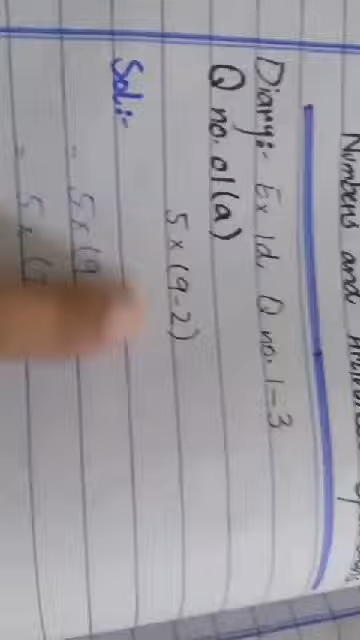 Numbers and
Diary:- Ex 1d, Q no. 1-3
Q no. 01(a)
5 × (9-2)
Sol:-
= 5 × (9
= 5 × (